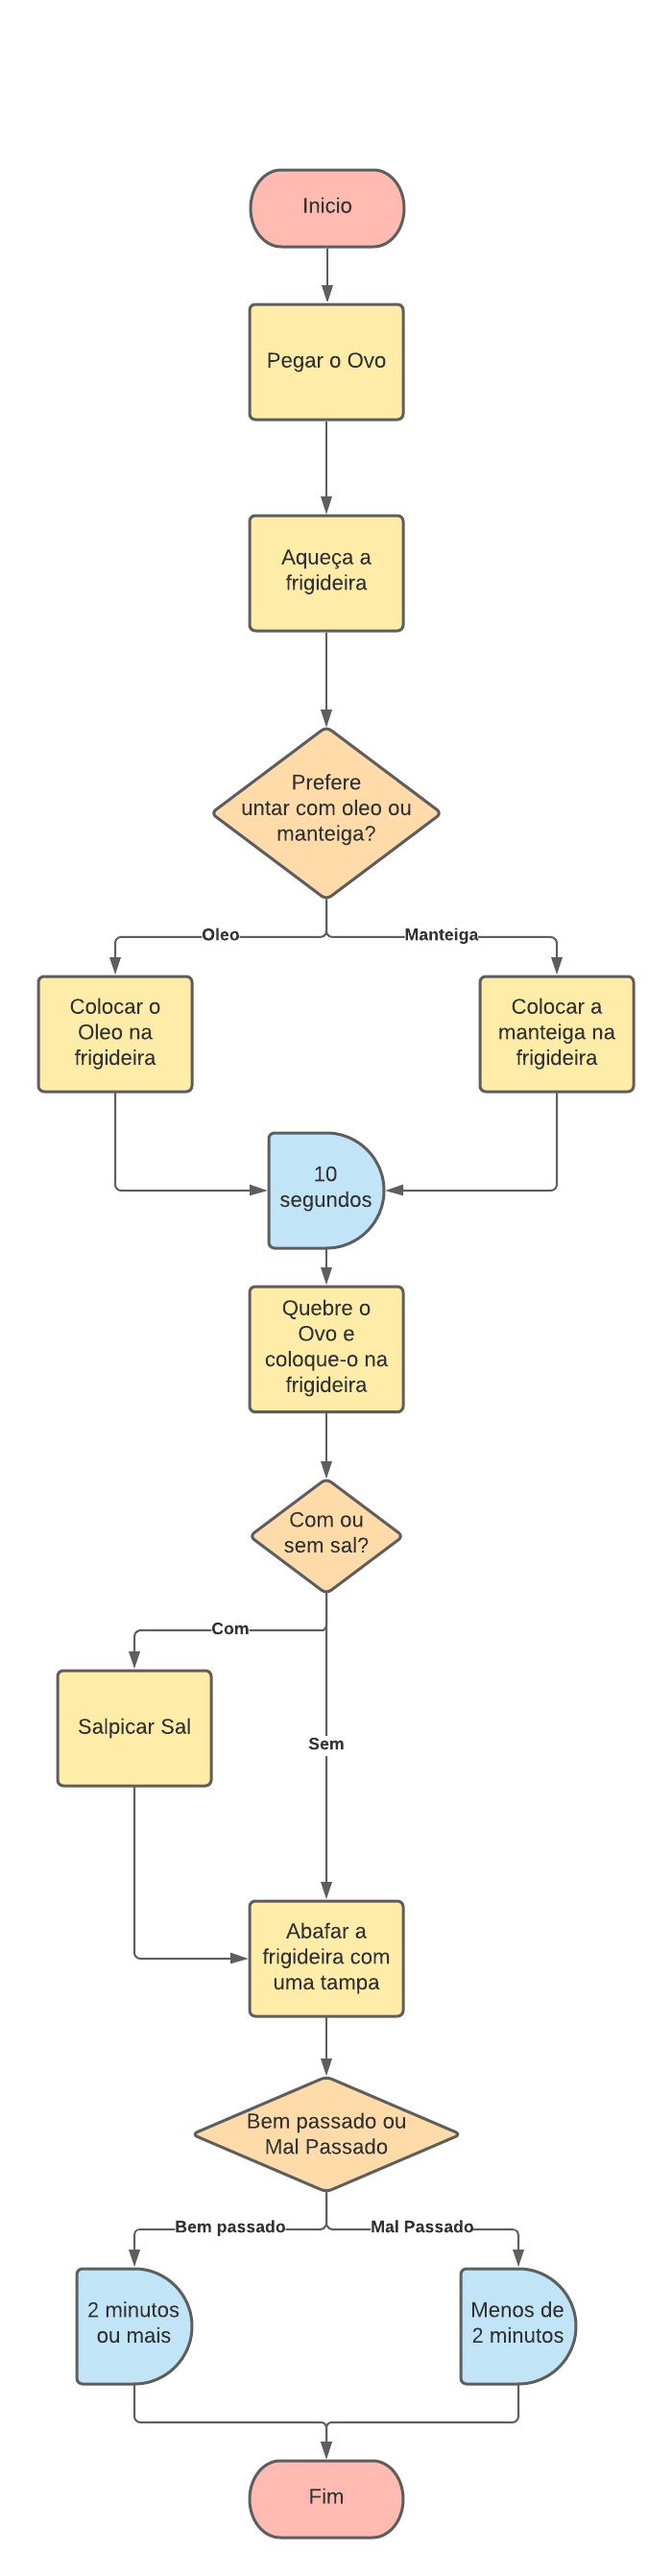 Inicio
Pegar o Ovo
Aqueça a
frigideira
Prefere
untar com oleo ou
manteiga?
Oleo
Manteiga
Colocar o
Oleo na
frigideira
Colocar a
manteiga na
frigideira
10
segundos
Quebre o
Ovo e
coloque-o na
frigideira
Com ou
sem sal?
Com
Salpicar Sal
Sem
Abafar a
frigideira com
uma tampa
Bem passado ou
Mal Passado
Bem passado
Mal Passado
2 minutos
ou mais
Menos de
2 minutos
Fim